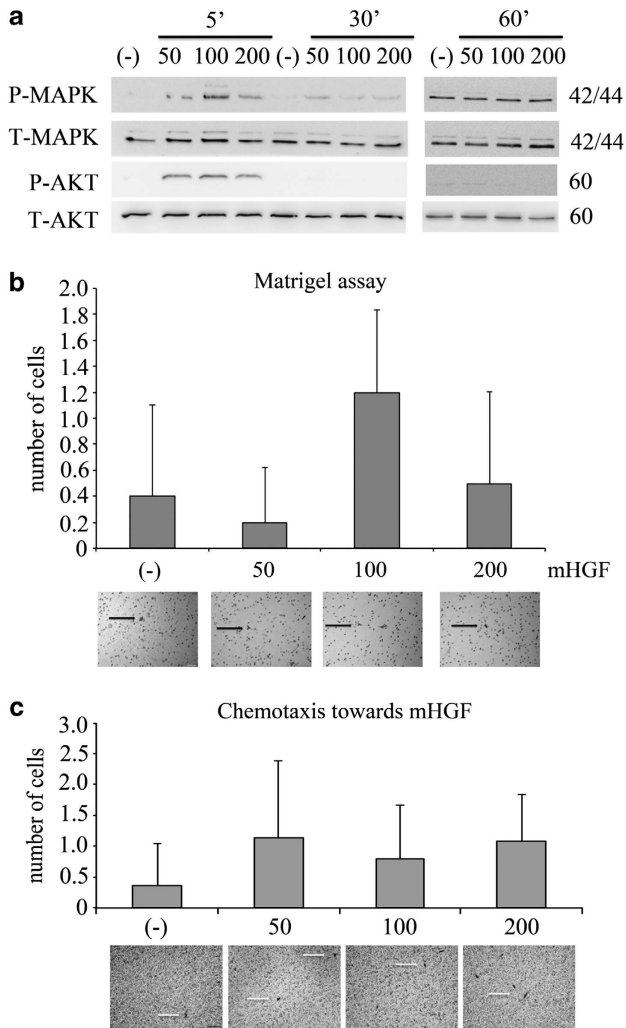 a
5' 30' 60'
(-) 50 100 200 (-) 50 100 200 (-) 50 100 200
P-MAPK 42/44
T-MAPK 42/44
P-AKT 60
T-AKT 60
b
Matrigel assay
number of cells
2.0
1.8
1.6
1.4
1.2
1.0
0.8
0.6
0.4
0.2
0
(-) 50 100 200 mHGF
c
Chemotaxis towards mHGF
number of cells
3.0
2.5
2.0
1.5
1.0
0.5
0
(-) 50 100 200